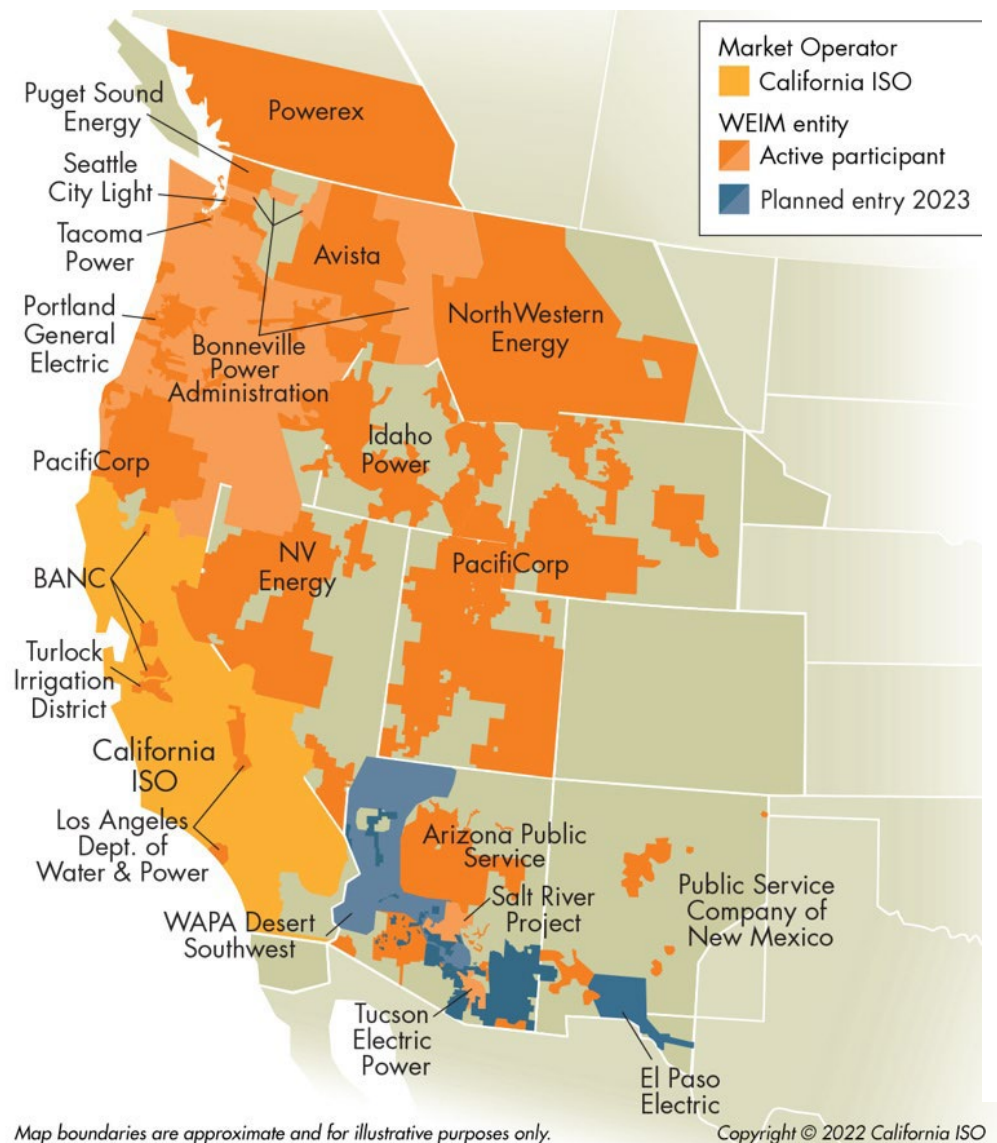 Market Operator
California ISO
WEIM entity
Active participant
Planned entry 2023
Powerex
Puget Sound
Energy
Seattle
City Light
Tacoma
Power
Avista
Portland
General
Electric
Bonneville
Power
Administration
NorthWestern
Energy
Idaho
Power
PacifiCorp
NV
Energy
PacifiCorp
BANC
Turlock
Irrigation
District
California
ISO
Los Angeles
Dept. of
Water & Power
Arizona Public
Service
Salt River
Project
Public Service
Company of
New Mexico
WAPA Desert
Southwest
Tucson
Electric
Power
El Paso
Electric
Map boundaries are approximate and for illustrative purposes only.
Copyright © 2022 California ISO